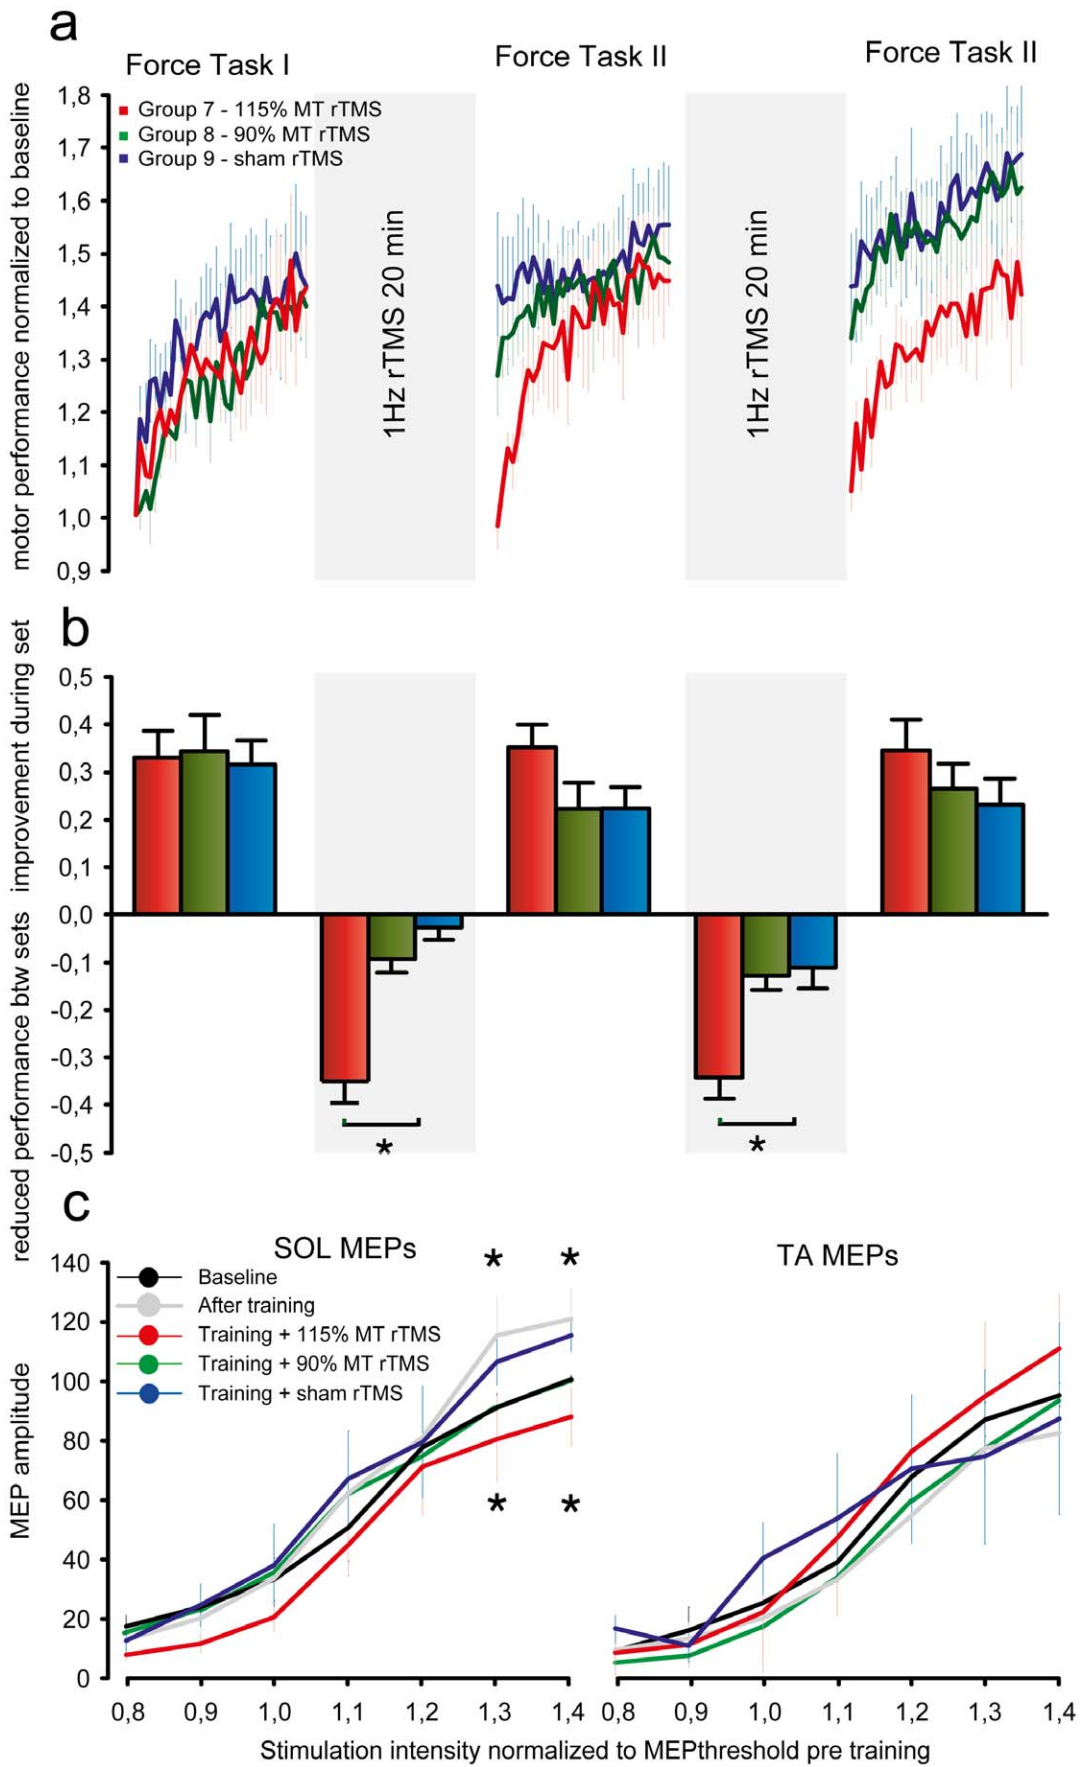 a
Force Task I
Force Task II
Force Task II
motor performance normalized to baseline
1,8
1,7
1,6
1,5
1,4
1,3
1,2
1,1
1,0
0,9
Group 7 - 115% MT rTMS
Group 8 - 90% MT rTMS
Group 9 - sham rTMS
1Hz rTMS 20 min
1Hz rTMS 20 min
b
improvement during set
reduced performance btw sets
0,5
0,4
0,3
0,2
0,1
0,0
-0,1
-0,2
-0,3
-0,4
-0,5
*
*
c
SOL MEPs
TA MEPs
* *
MEP amplitude
140
120
100
80
60
40
20
0
Baseline
After training
Training + 115% MT rTMS
Training + 90% MT rTMS
Training + sham rTMS
* *
0,8 0,9 1,0 1,1 1,2 1,3 1,4
0,8 0,9 1,0 1,1 1,2 1,3 1,4
Stimulation intensity normalized to MEPthreshold pre training